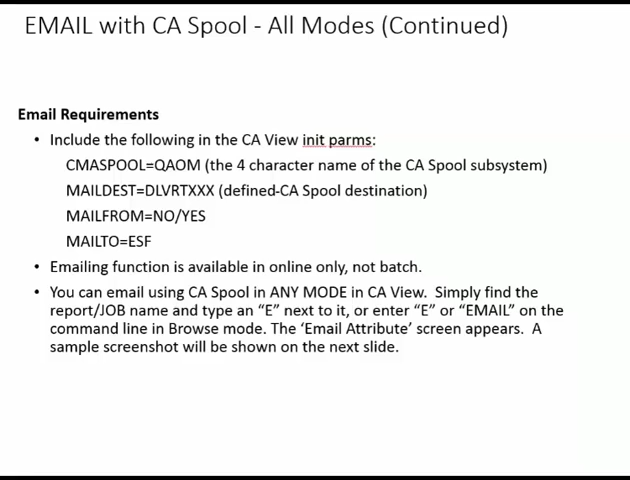 EMAIL with CA Spool - All Modes (Continued)
Email Requirements
• Include the following in the CA View init parms:
CMASPOOL=QAOM (the 4 character name of the CA Spool subsystem)
MAILDEST=DLVRTXXX (defined-CA Spool destination)
MAILFROM=NO/YES
MAILTO=ESF
• Emailing function is available in online only, not batch.
• You can email using CA Spool in ANY MODE in CA View. Simply find the
report/JOB name and type an “E” next to it, or enter “E” or “EMAIL” on the
command line in Browse mode. The ‘Email Attribute’ screen appears. A
sample screenshot will be shown on the next slide.